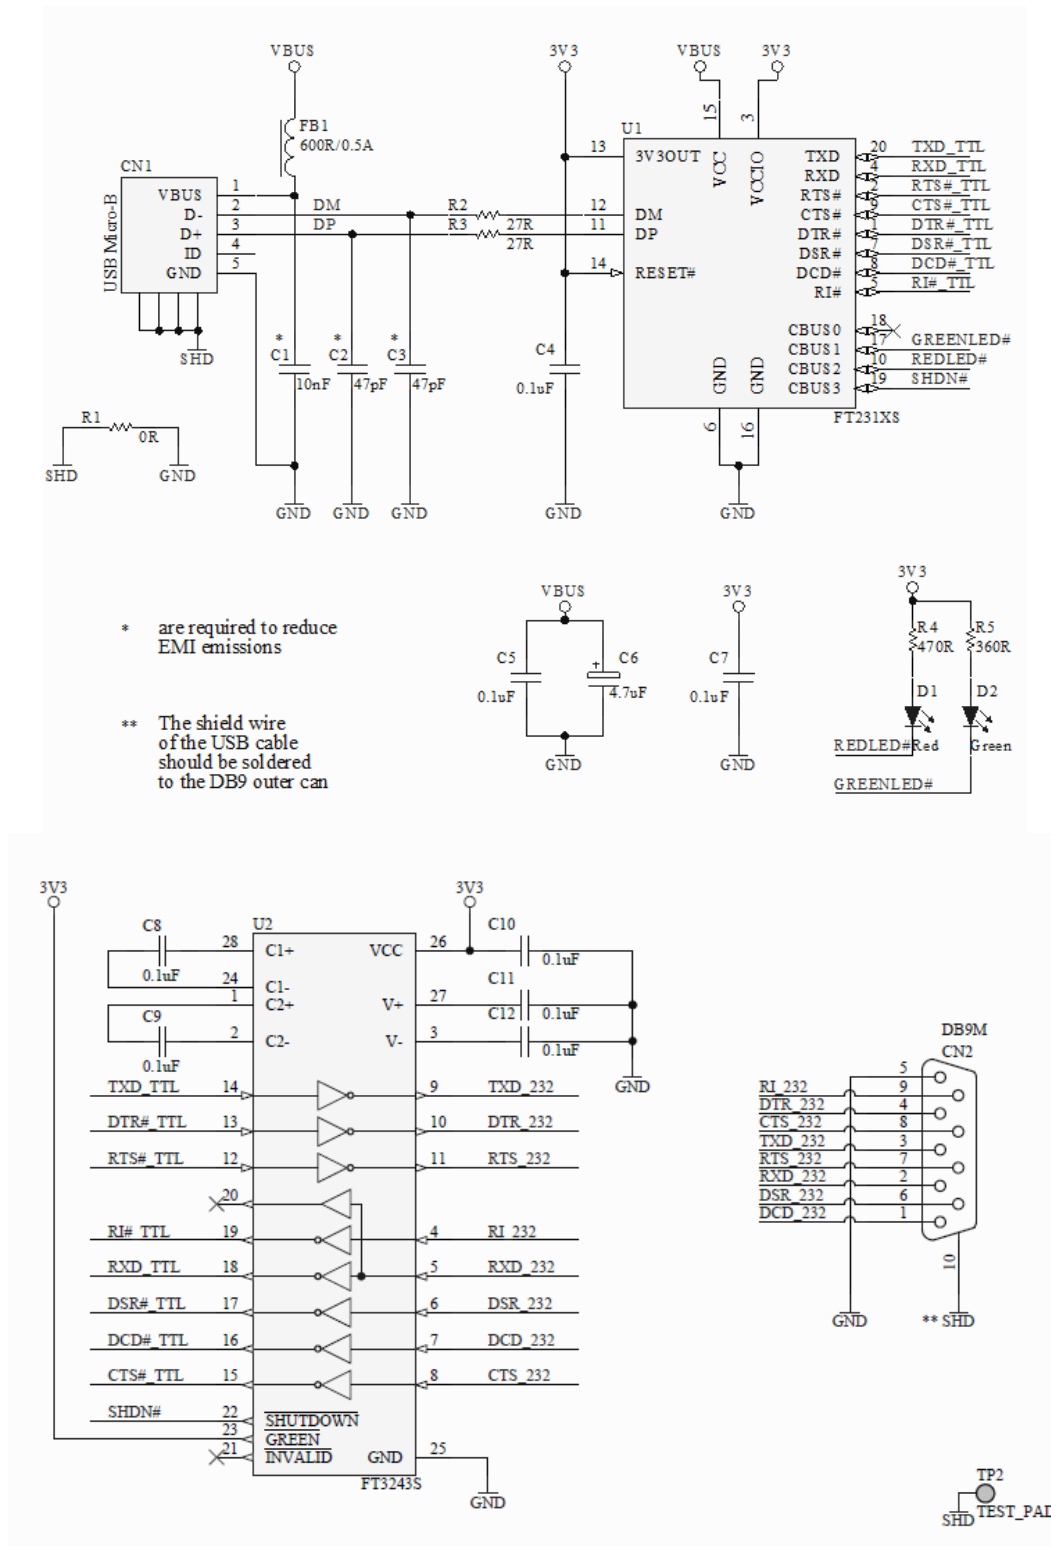 VBUS
3V3
VBUS
3V3
FB1
600R/0.5A
CN1
USB Micro-B
VBUS 1
D- 2 DM
D+ 3 DP
ID 4
GND 5
SHD
R2 27R
R3 27R
U1
15 3
13 3V3OUT
VCC VCCIO
12 DM
11 DP
14 RESET#
TXD 20 TXD_TTL
RXD 4 RXD_TTL
RTS# 2 RTS#_TTL
CTS# 9 CTS#_TTL
DTR# 1 DTR#_TTL
DSR# 7 DSR#_TTL
DCD# 8 DCD#_TTL
RI# 5 RI#_TTL
CBUS0 18
CBUS1 17 GREENLED#
CBUS2 10 REDLED#
CBUS3 19 SHDN#
GND GND
6 16
FT231XS
* C1 10nF
* C2 47pF
* C3 47pF
C4 0.1uF
R1 0R
SHD GND
GND GND GND GND GND
* are required to reduce
EMI emissions
** The shield wire
of the USB cable
should be soldered
to the DB9 outer can
VBUS
C5 0.1uF
+ C6 4.7uF
GND
3V3
C7 0.1uF
GND
3V3
R4 470R
R5 360R
D1 D2
REDLED# Red Green
GREENLED#
3V3
3V3
U2
C8 0.1uF
C9 0.1uF
28 C1+
24 C1-
1 C2+
2 C2-
VCC 26
V+ 27
V- 3
C10 0.1uF
C11 0.1uF
C12 0.1uF
GND
TXD_TTL 14 9 TXD_232
DTR#_TTL 13 10 DTR_232
RTS#_TTL 12 11 RTS_232
20
RI#_TTL 19 4 RI_232
RXD_TTL 18 5 RXD_232
DSR#_TTL 17 6 DSR_232
DCD#_TTL 16 7 DCD_232
CTS#_TTL 15 8 CTS_232
SHDN# 22 SHUTDOWN
23 GREEN
21 INVALID
GND 25
FT3243S
GND
DB9M
CN2
5
RI_232 9
DTR_232 4
CTS_232 8
TXD_232 3
RTS_232 7
RXD_232 2
DSR_232 6
DCD_232 1
10
GND ** SHD
TP2
SHD TEST_PAD